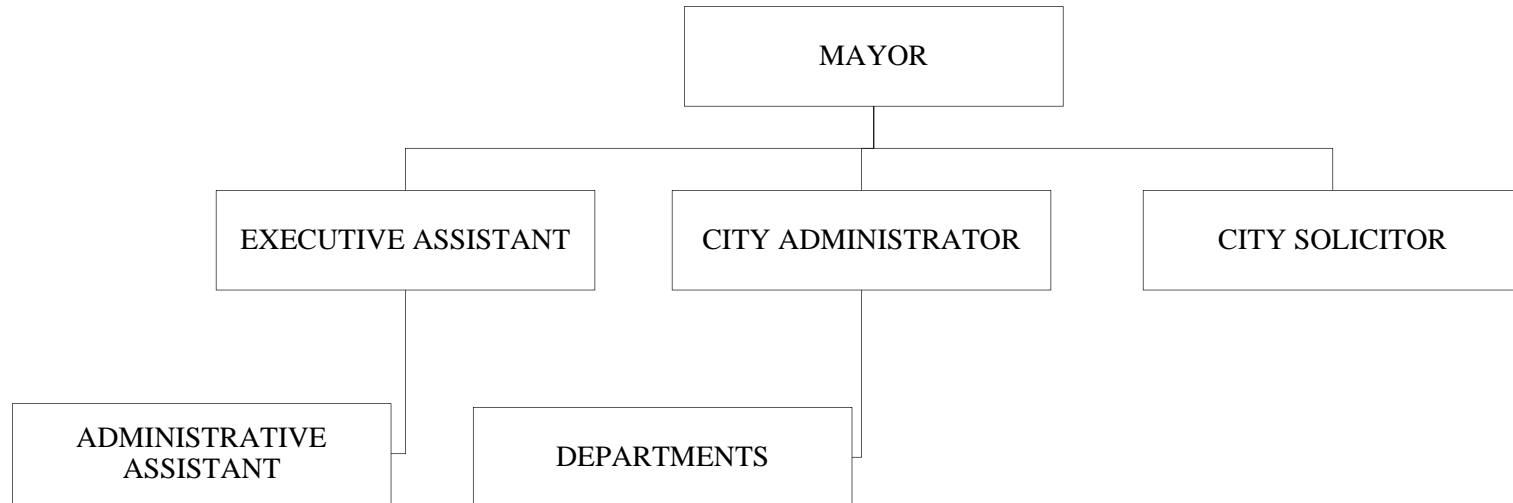 MAYOR
EXECUTIVE ASSISTANT
CITY ADMINISTRATOR
CITY SOLICITOR
ADMINISTRATIVE
ASSISTANT
DEPARTMENTS